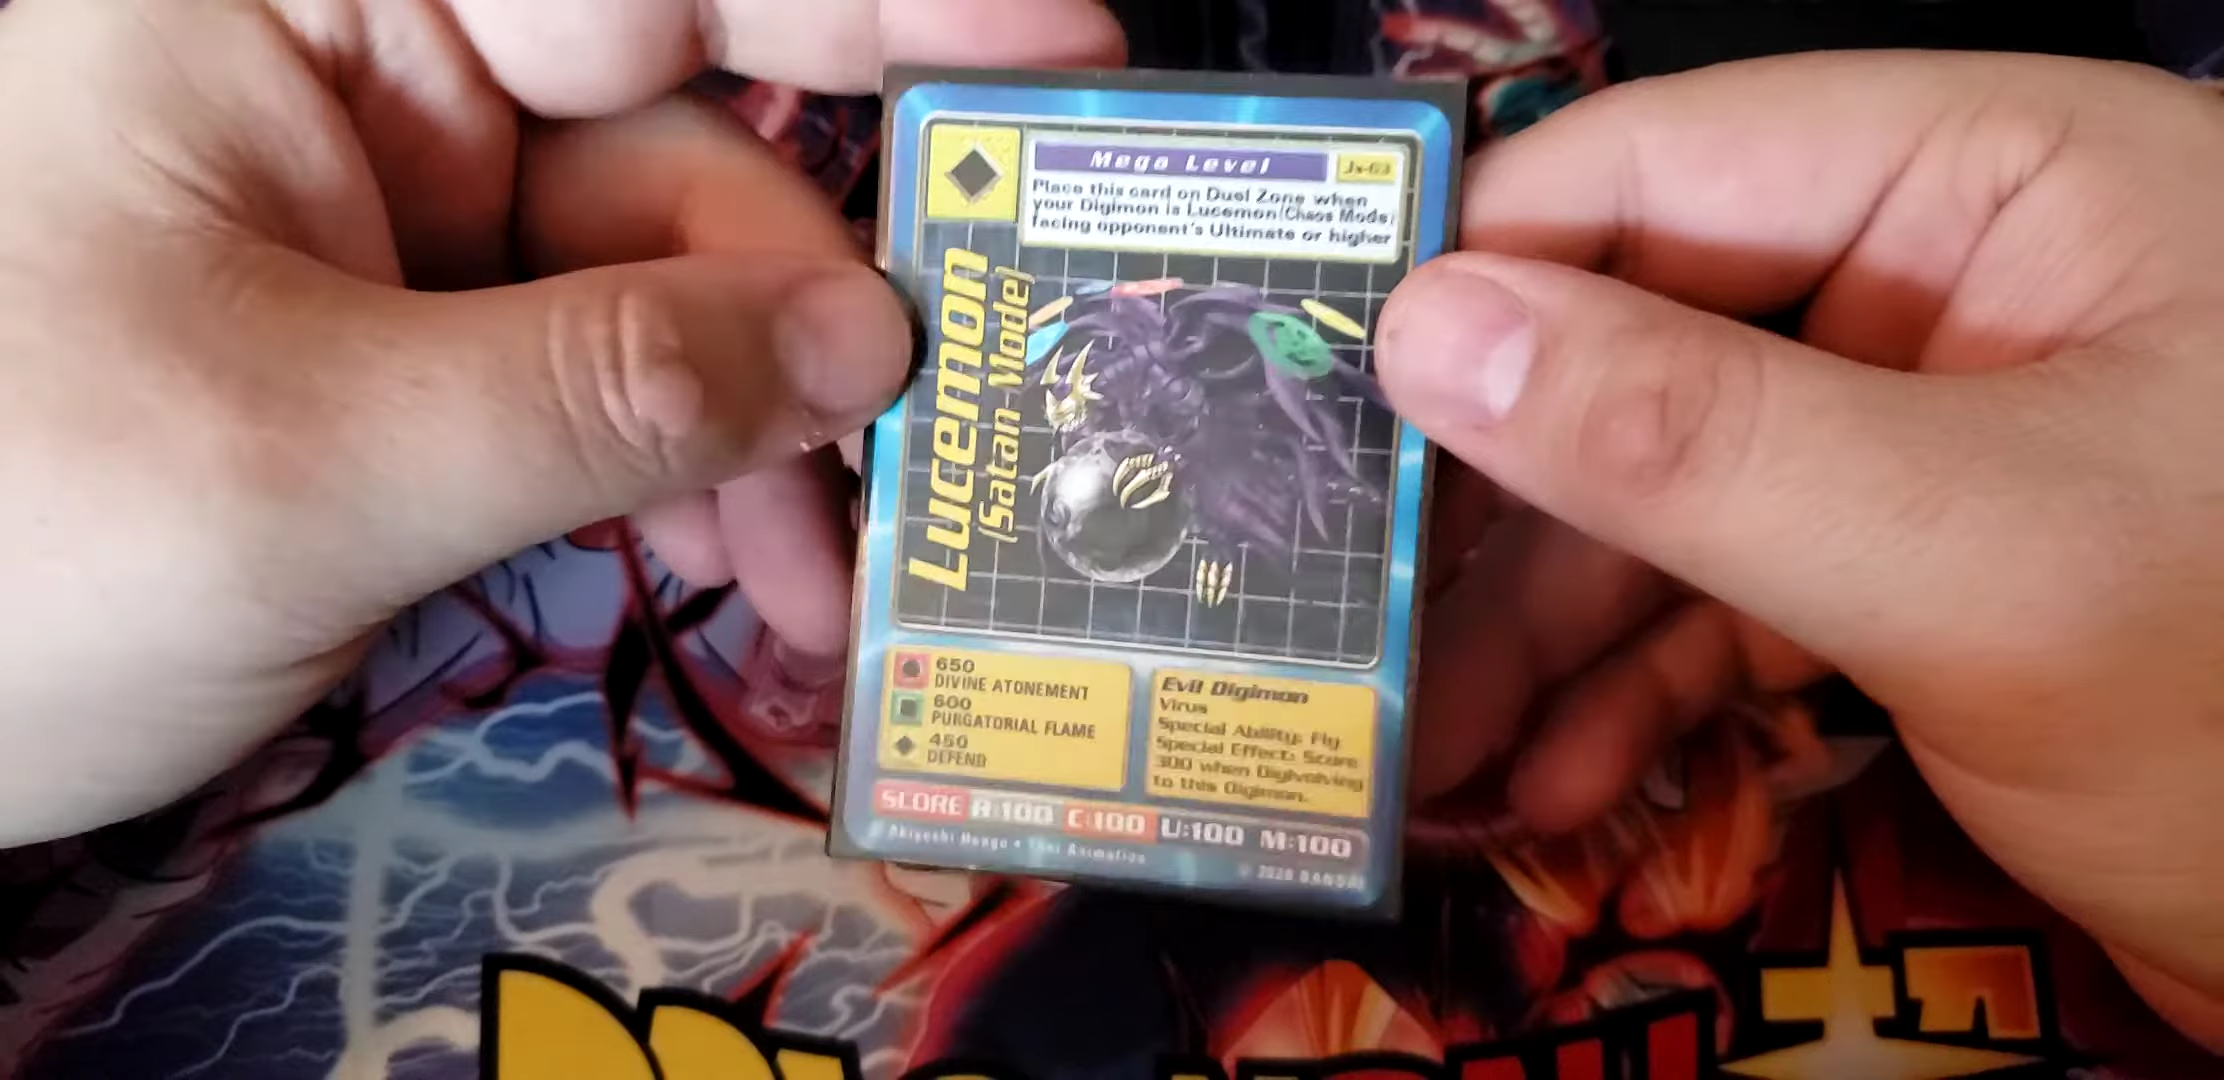 Mega Level
Jx-63
Place this card on Duel Zone when
your Digimon is Lucemon (Chaos Mode)
facing opponent's Ultimate or higher
Lucemon
(Satan Mode)
650
DIVINE ATONEMENT
600
PURGATORIAL FLAME
450
DEFEND
Evil Digimon
Virus
Special Ability: Fly
Special Effect: Score
300 when Digivolving
to this Digimon.
SCORE R:100 C:100 U:100 M:100
© Akiyoshi Hongo • Toei Animation
© 2020 BANDAI